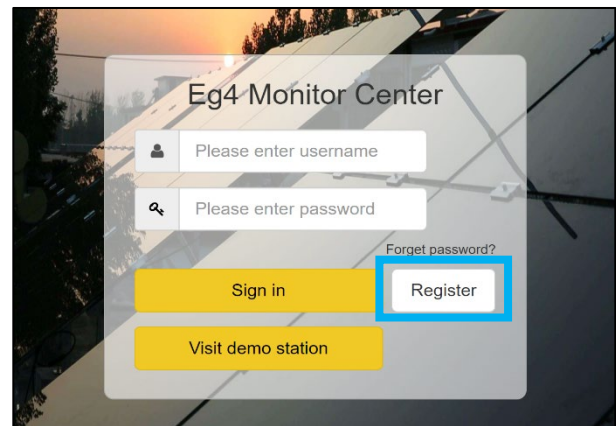 Eg4 Monitor Center
Please enter username
Please enter password
Forget password?
Sign in
Register
Visit demo station